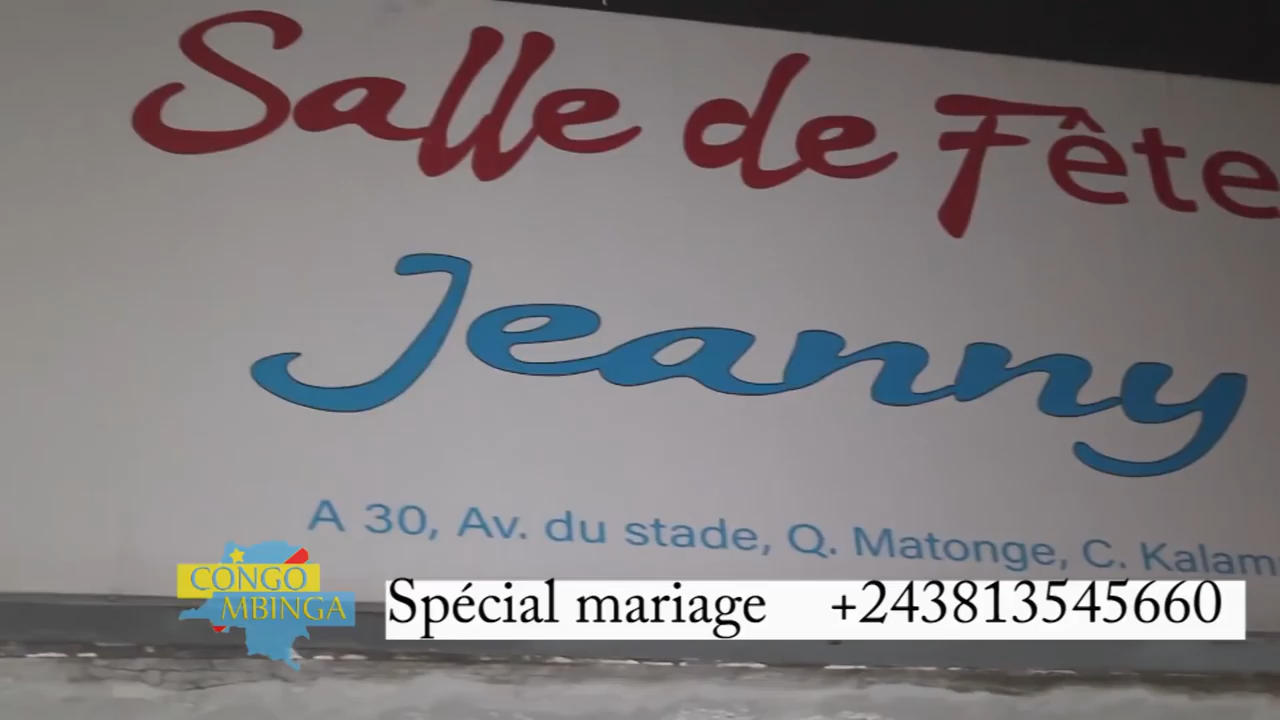 Salle de Fête
Jeanny
A 30, Av. du stade, Q. Matonge, C. Kalam
CONGO
MBINGA
Spécial mariage +243813545660